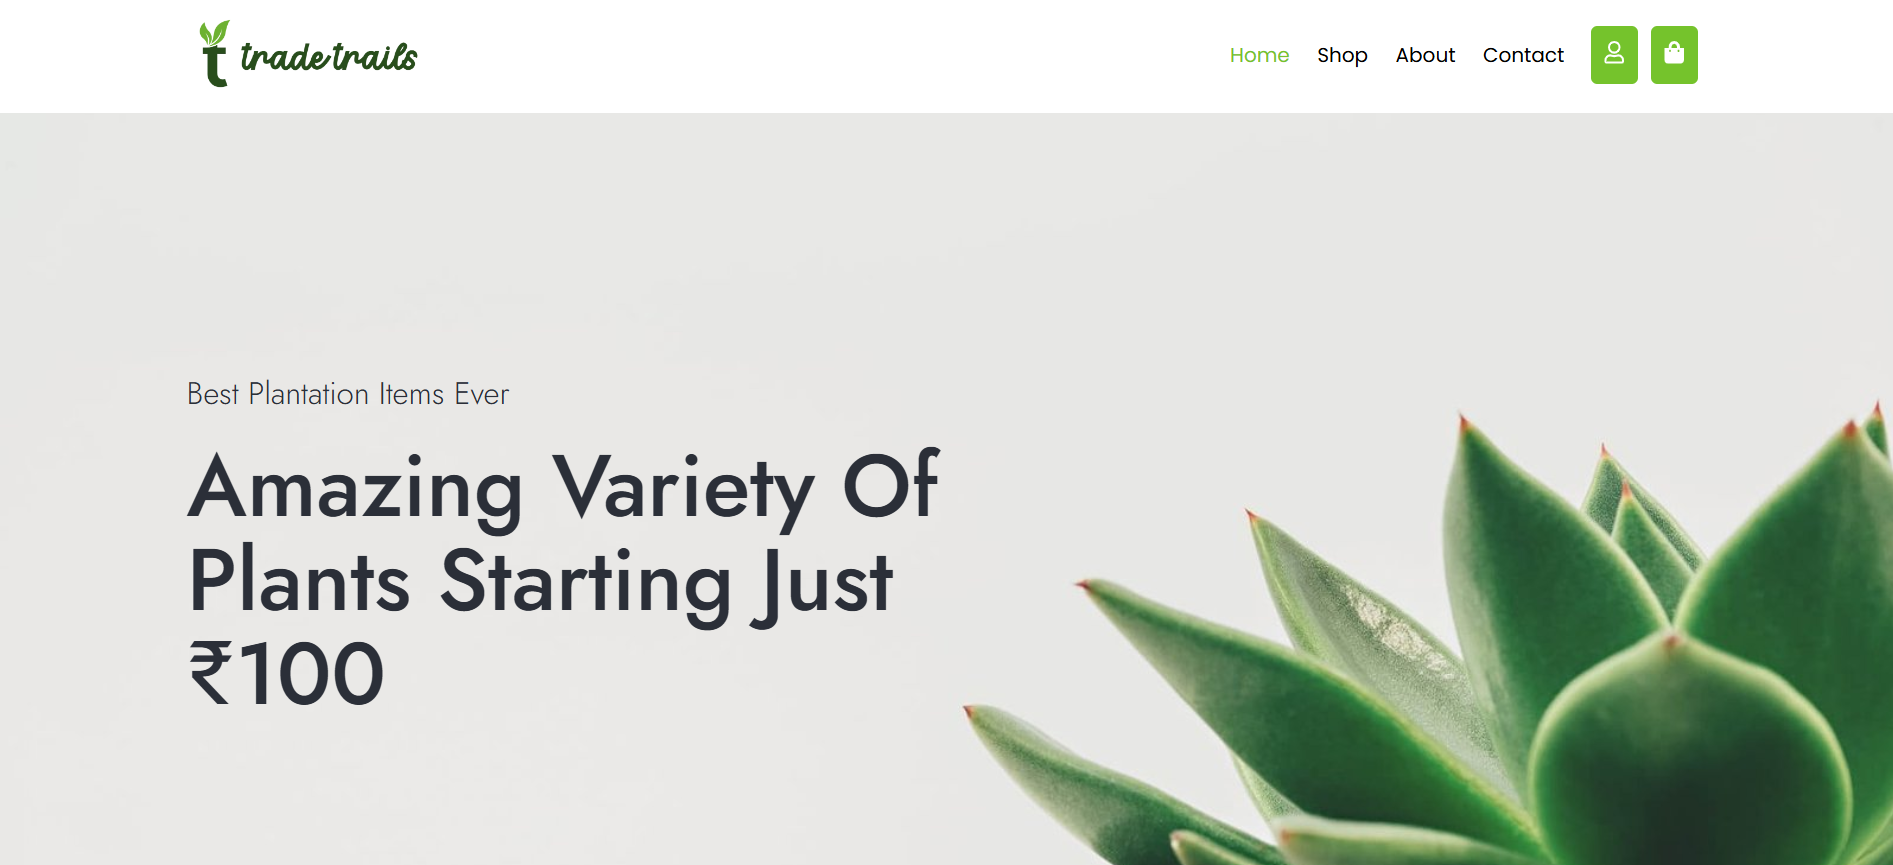 tradetrails
Home Shop About Contact
Best Plantation Items Ever
Amazing Variety Of
Plants Starting Just
₹100